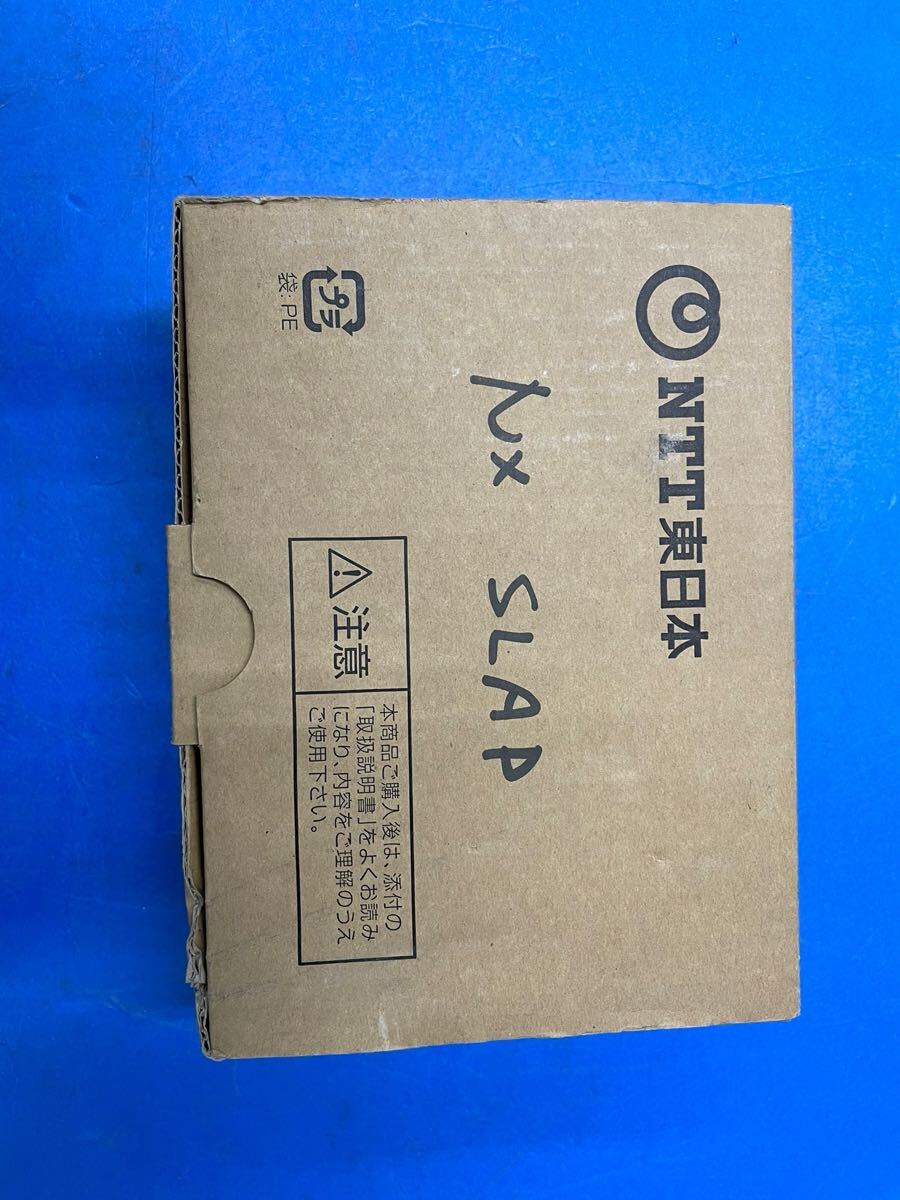 NTT東日本
プラ
袋:PE
Nx SLAD
注意
本商品ご購入後は、添付の
「取扱説明書」をよくお読み
になり、内容をご理解のうえ
ご使用下さい。